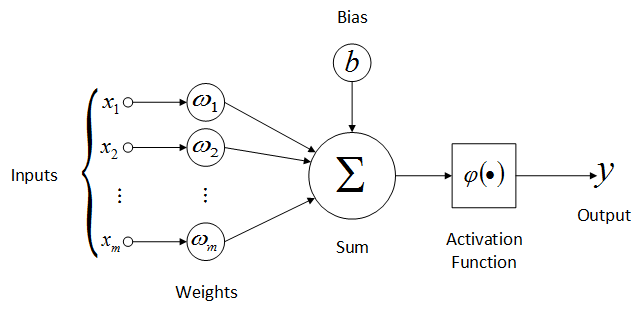 Bias
b
Inputs
x₁
ω₁
x₂
ω₂
⋮
⋮
xₘ
ωₘ
Weights
Σ
Sum
φ(•)
Activation
Function
y
Output